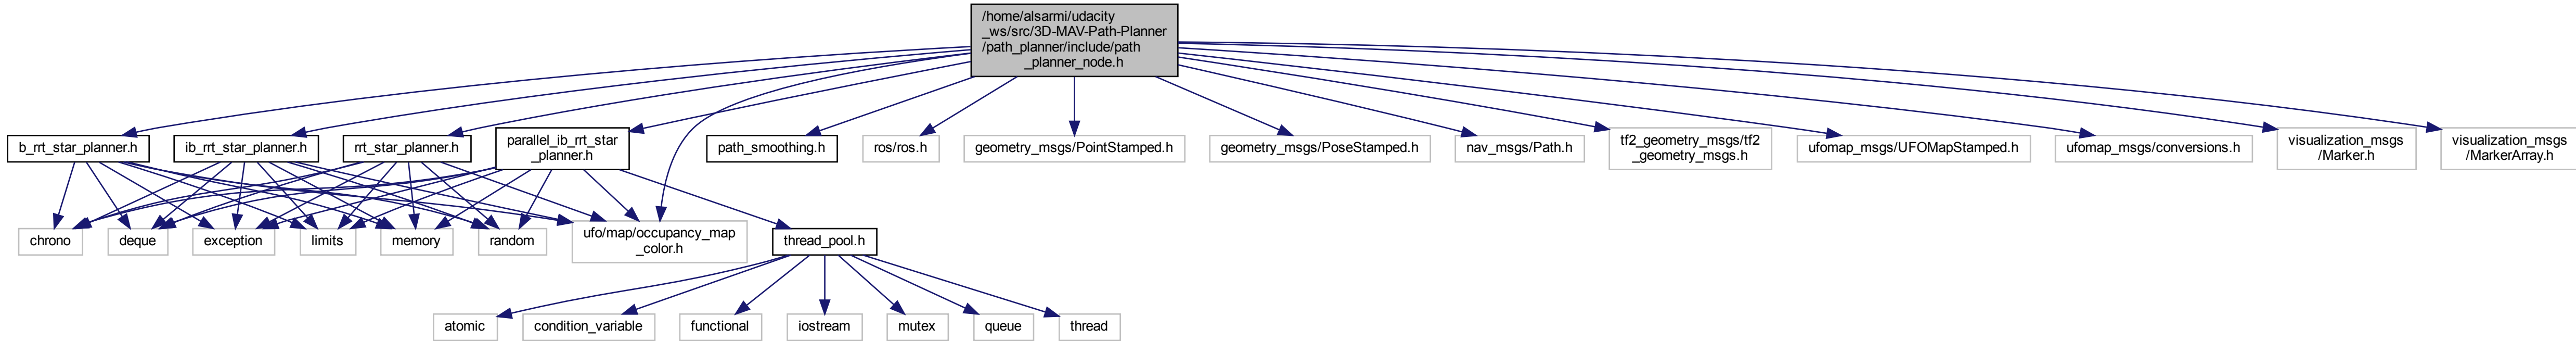 /home/alsarmi/udacity
_ws/src/3D-MAV-Path-Planner
/path_planner/include/path
_planner_node.h
b_rrt_star_planner.h
ib_rrt_star_planner.h
rrt_star_planner.h
parallel_ib_rrt_star
_planner.h
path_smoothing.h
ros/ros.h
geometry_msgs/PointStamped.h
geometry_msgs/PoseStamped.h
nav_msgs/Path.h
tf2_geometry_msgs/tf2
_geometry_msgs.h
ufomap_msgs/UFOMapStamped.h
ufomap_msgs/conversions.h
visualization_msgs
/Marker.h
visualization_msgs
/MarkerArray.h
chrono
deque
exception
limits
memory
random
ufo/map/occupancy_map
_color.h
thread_pool.h
atomic
condition_variable
functional
iostream
mutex
queue
thread